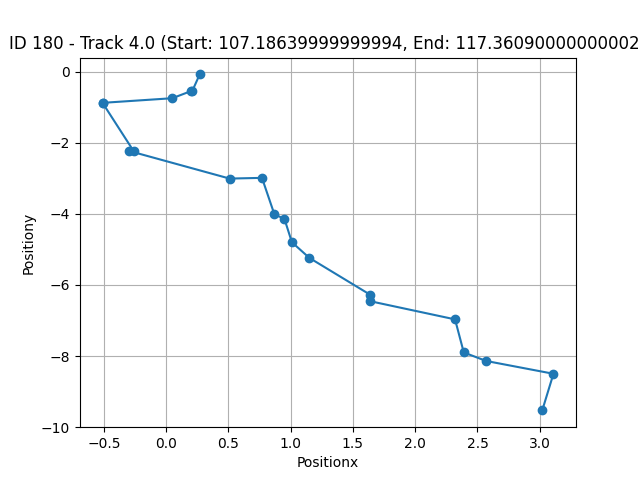 ID 180 - Track 4.0 (Start: 107.18639999999994, End: 117.36090000000002
0
−2
−4
−6
−8
−10
Positiony
−0.5 0.0 0.5 1.0 1.5 2.0 2.5 3.0
Positionx